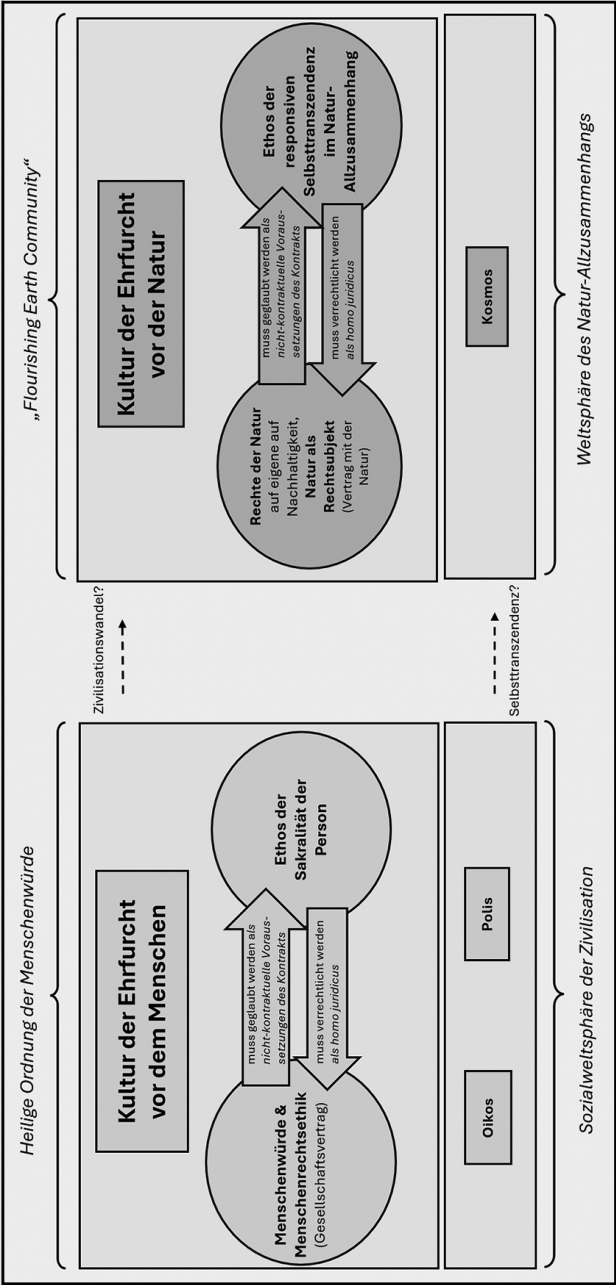 Heilige Ordnung der Menschenwürde
Kultur der Ehrfurcht
vor dem Menschen
Menschenwürde &
Menschenrechtsethik
(Gesellschaftsvertrag)
muss geglaubt werden als
nicht-kontraktuelle Voraus-
setzungen des Kontrakts
muss verrechtlicht werden
als homo juridicus
Ethos der
Sakralität der
Person
Oikos
Polis
Sozialweltsphäre der Zivilisation
Zivilisationswandel?
Selbsttranszendenz?
„Flourishing Earth Community“
Kultur der Ehrfurcht
vor der Natur
Rechte der Natur
auf eigene auf
Nachhaltigkeit,
Natur als
Rechtsubjekt
(Vertrag mit der
Natur)
muss geglaubt werden als
nicht-kontraktuelle Voraus-
setzungen des Kontrakts
muss verrechtlicht werden
als homo juridicus
Ethos der
responsiven
Selbsttranszendenz
im Natur-
Allzusammenhang
Kosmos
Weltsphäre des Natur-Allzusammenhangs